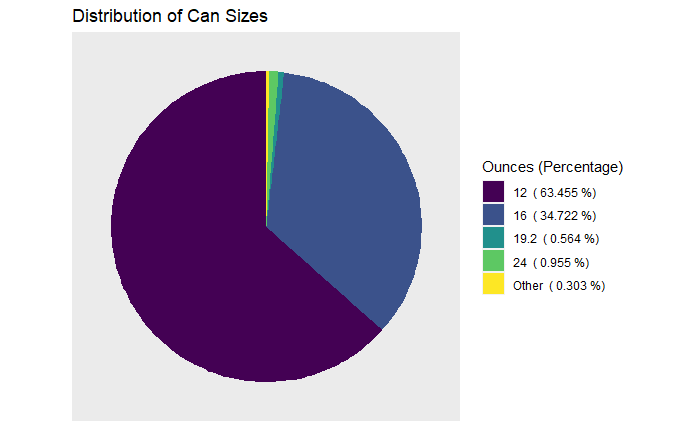 Distribution of Can Sizes
Ounces (Percentage)
12 ( 63.455 %)
16 ( 34.722 %)
19.2 ( 0.564 %)
24 ( 0.955 %)
Other ( 0.303 %)